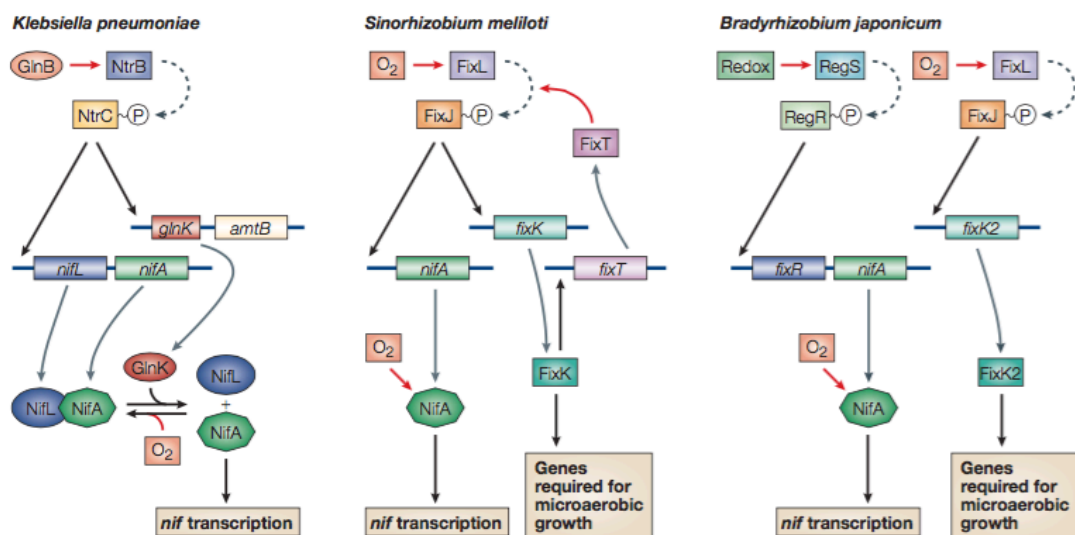 Klebsiella pneumoniae
GlnB
NtrB
NtrC
P
glnK
amtB
nifL
nifA
GlnK
NifL
NifL
NifA
+
NifA
O2
nif transcription
Sinorhizobium meliloti
O2
FixL
FixJ
P
FixT
fixK
nifA
fixT
O2
FixK
NifA
Genes
required for
microaerobic
growth
nif transcription
Bradyrhizobium japonicum
Redox
RegS
O2
FixL
RegR
P
FixJ
P
fixK2
fixR
nifA
O2
FixK2
NifA
Genes
required for
microaerobic
growth
nif transcription